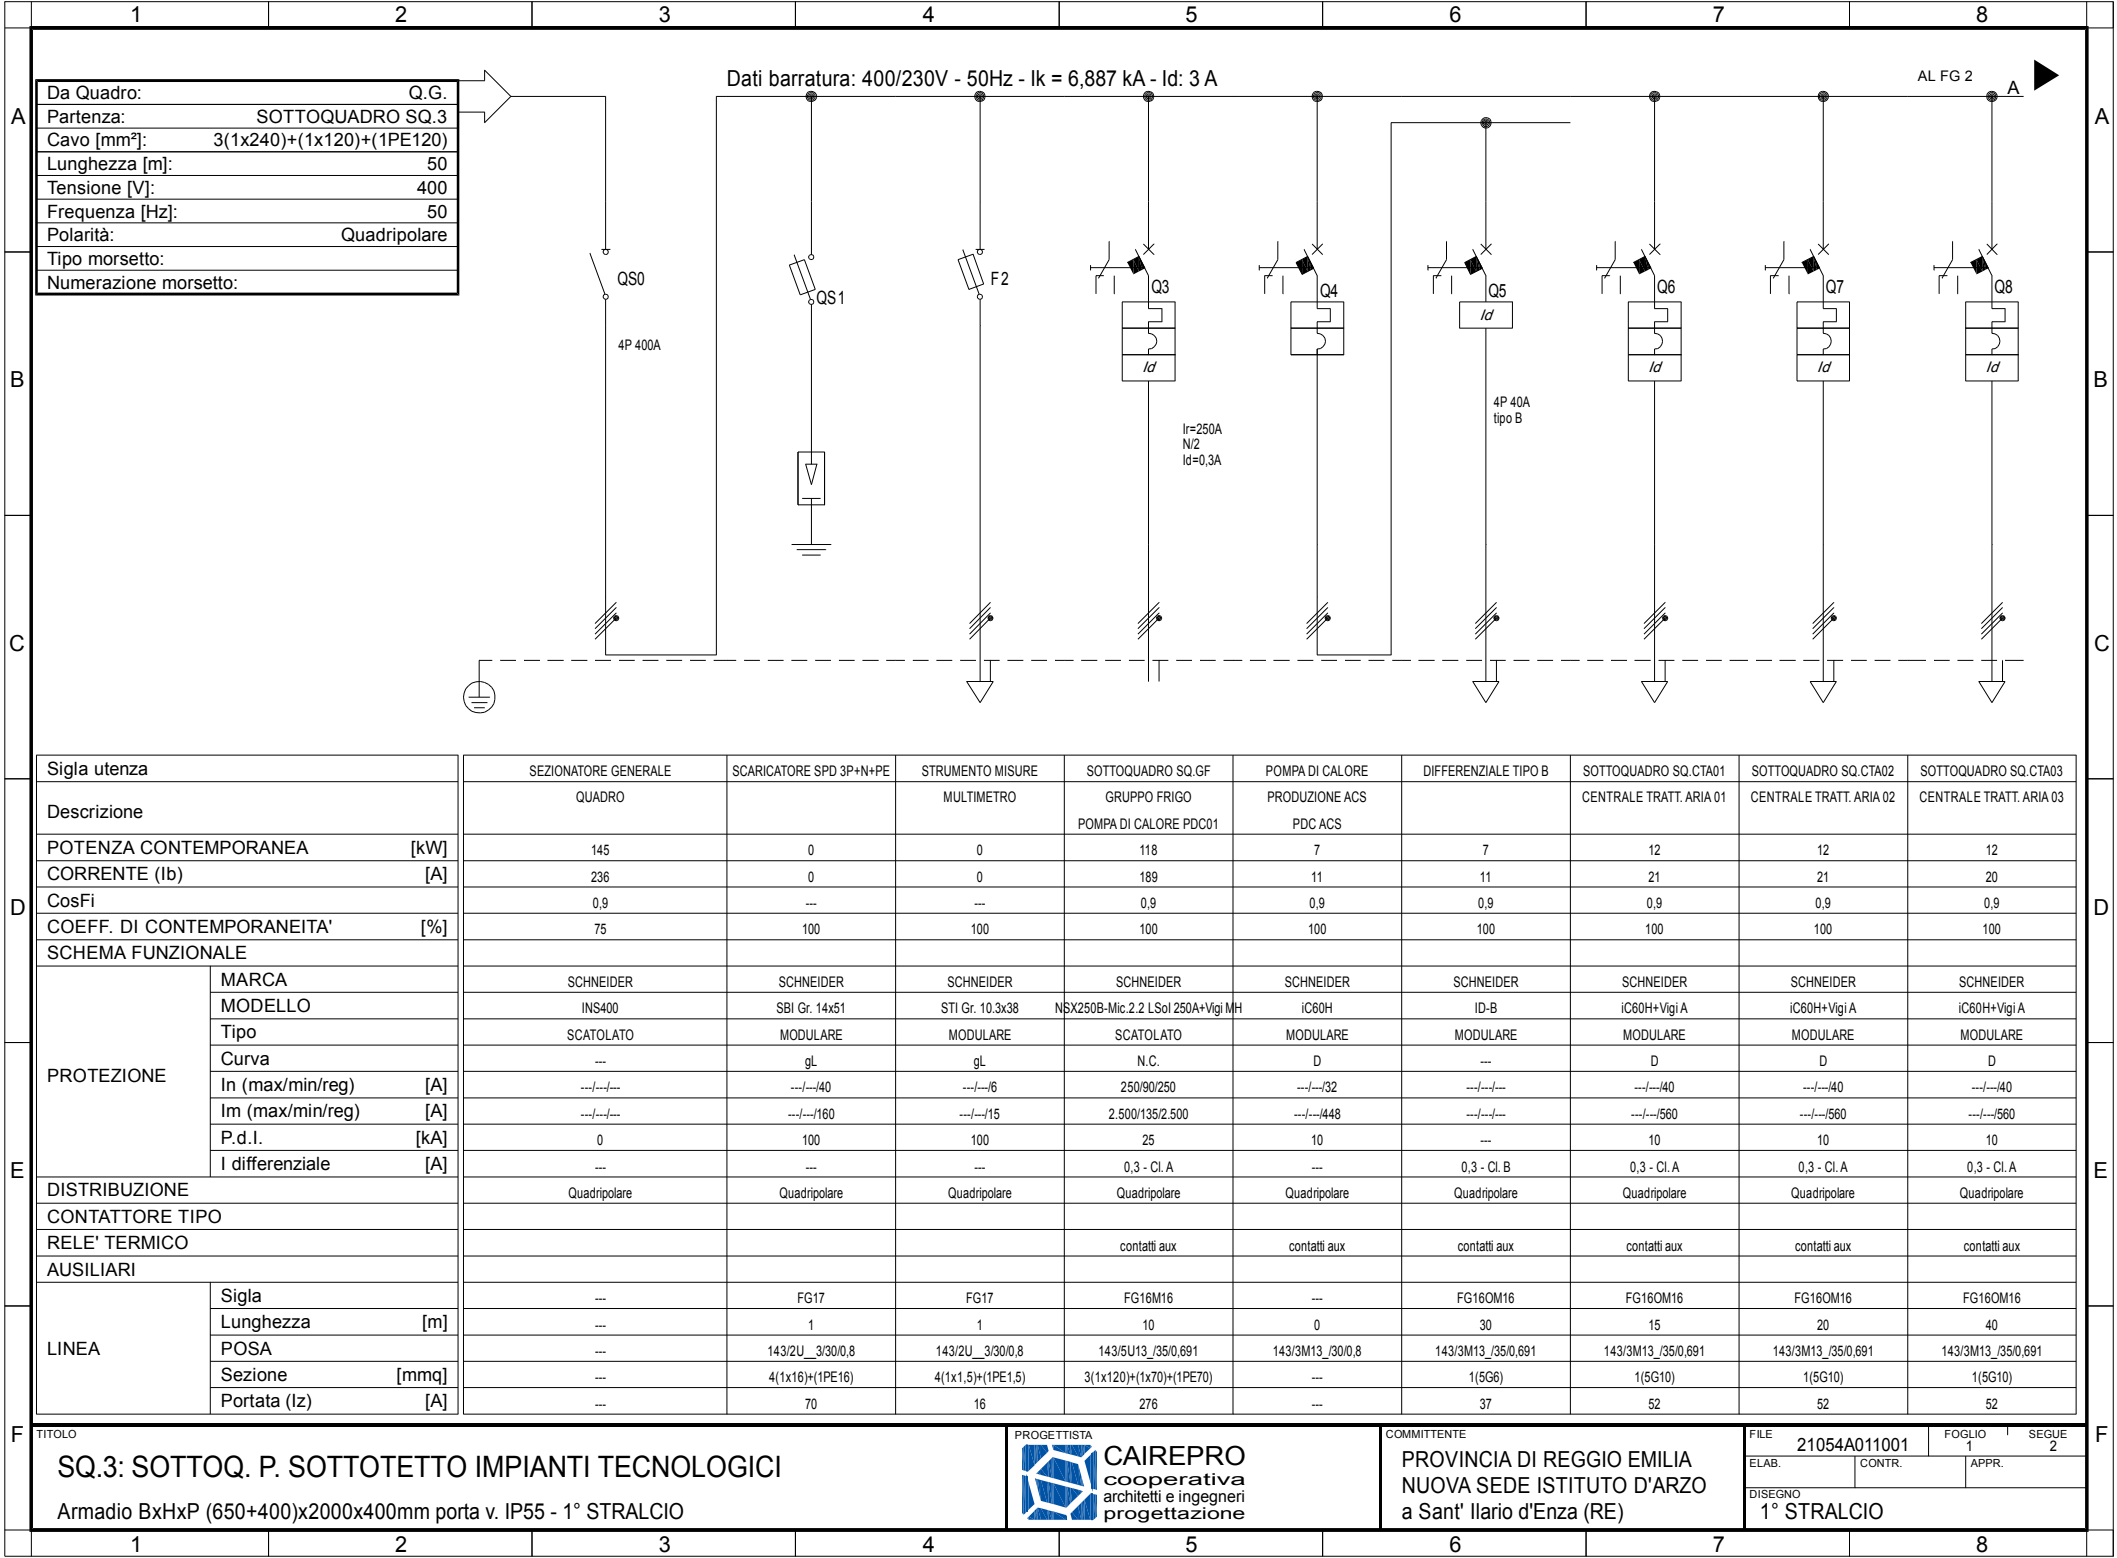 1 2 3 4 5 6 7 8
Dati barratura: 400/230V - 50Hz - Ik = 6,887 kA - Id: 3 A
AL FG 2
A
Da Quadro: Q.G.
Partenza: SOTTOQUADRO SQ.3
Cavo [mm²]: 3(1x240)+(1x120)+(1PE120)
Lunghezza [m]: 50
Tensione [V]: 400
Frequenza [Hz]: 50
Polarità: Quadripolare
Tipo morsetto:
Numerazione morsetto:
A A
QS0 QS1 F2 Q3 Q4 Q5 Q6 Q7 Q8
Id
4P 400A
Id Id Id Id
B B
4P 40A
tipo B
Ir=250A
N/2
Id=0,3A
C C
Sigla utenza SEZIONATORE GENERALE SCARICATORE SPD 3P+N+PE STRUMENTO MISURE SOTTOQUADRO SQ.GF POMPA DI CALORE DIFFERENZIALE TIPO B SOTTOQUADRO SQ.CTA01 SOTTOQUADRO SQ.CTA02 SOTTOQUADRO SQ.CTA03
Descrizione QUADRO MULTIMETRO GRUPPO FRIGO PRODUZIONE ACS CENTRALE TRATT. ARIA 01 CENTRALE TRATT. ARIA 02 CENTRALE TRATT. ARIA 03
POMPA DI CALORE PDC01 PDC ACS
POTENZA CONTEMPORANEA [kW] 145 0 0 118 7 7 12 12 12
CORRENTE (Ib) [A] 236 0 0 189 11 11 21 21 20
CosFi 0,9 --- --- 0,9 0,9 0,9 0,9 0,9 0,9
D D
COEFF. DI CONTEMPORANEITA' [%] 75 100 100 100 100 100 100 100 100
SCHEMA FUNZIONALE
PROTEZIONE
MARCA SCHNEIDER SCHNEIDER SCHNEIDER SCHNEIDER SCHNEIDER SCHNEIDER SCHNEIDER SCHNEIDER SCHNEIDER
MODELLO INS400 SBI Gr. 14x51 STI Gr. 10.3x38 NSX250B-Mic.2.2 LSoI 250A+Vigi MH iC60H ID-B iC60H+Vigi A iC60H+Vigi A iC60H+Vigi A
Tipo SCATOLATO MODULARE MODULARE SCATOLATO MODULARE MODULARE MODULARE MODULARE MODULARE
Curva --- gL gL N.C. D --- D D D
In (max/min/reg) [A] ---/---/--- ---/---/40 ---/---/6 250/90/250 ---/---/32 ---/---/--- ---/---/40 ---/---/40 ---/---/40
Im (max/min/reg) [A] ---/---/--- ---/---/160 ---/---/15 2.500/135/2.500 ---/---/448 ---/---/--- ---/---/560 ---/---/560 ---/---/560
P.d.I. [kA] 0 100 100 25 10 --- 10 10 10
I differenziale [A] --- --- --- 0,3 - Cl. A --- 0,3 - Cl. B 0,3 - Cl. A 0,3 - Cl. A 0,3 - Cl. A
E E
DISTRIBUZIONE Quadripolare Quadripolare Quadripolare Quadripolare Quadripolare Quadripolare Quadripolare Quadripolare Quadripolare
CONTATTORE TIPO
RELE' TERMICO contatti aux contatti aux contatti aux contatti aux contatti aux contatti aux
AUSILIARI
LINEA
Sigla --- FG17 FG17 FG16M16 --- FG16OM16 FG16OM16 FG16OM16 FG16OM16
Lunghezza [m] --- 1 1 10 0 30 15 20 40
POSA --- 143/2U__3/30/0,8 143/2U__3/30/0,8 143/5U13_/35/0,691 143/3M13_/30/0,8 143/3M13_/35/0,691 143/3M13_/35/0,691 143/3M13_/35/0,691 143/3M13_/35/0,691
Sezione [mmq] --- 4(1x16)+(1PE16) 4(1x1,5)+(1PE1,5) 3(1x120)+(1x70)+(1PE70) --- 1(5G6) 1(5G10) 1(5G10) 1(5G10)
Portata (Iz) [A] --- 70 16 276 --- 37 52 52 52
F F
TITOLO
SQ.3: SOTTOQ. P. SOTTOTETTO IMPIANTI TECNOLOGICI
Armadio BxHxP (650+400)x2000x400mm porta v. IP55 - 1° STRALCIO
PROGETTISTA
CAIREPRO
cooperativa
architetti e ingegneri
progettazione
COMMITTENTE
PROVINCIA DI REGGIO EMILIA
NUOVA SEDE ISTITUTO D'ARZO
a Sant' Ilario d'Enza (RE)
FILE 21054A011001
FOGLIO 1
SEGUE 2
ELAB. CONTR. APPR.
DISEGNO
1° STRALCIO
1 2 3 4 5 6 7 8